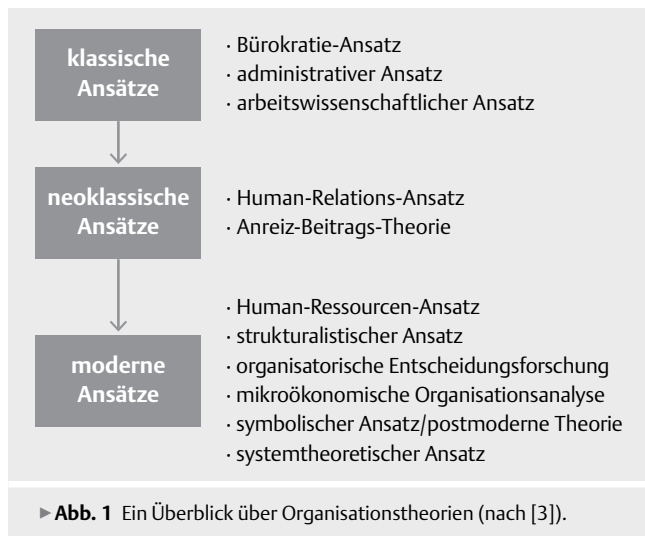 klassische
Ansätze
· Bürokratie-Ansatz
· administrativer Ansatz
· arbeitswissenschaftlicher Ansatz
neoklassische
Ansätze
· Human-Relations-Ansatz
· Anreiz-Beitrags-Theorie
moderne
Ansätze
· Human-Ressourcen-Ansatz
· strukturalistischer Ansatz
· organisatorische Entscheidungsforschung
· mikroökonomische Organisationsanalyse
· symbolischer Ansatz/postmoderne Theorie
· systemtheoretischer Ansatz
▶ Abb. 1 Ein Überblick über Organisationstheorien (nach [3]).